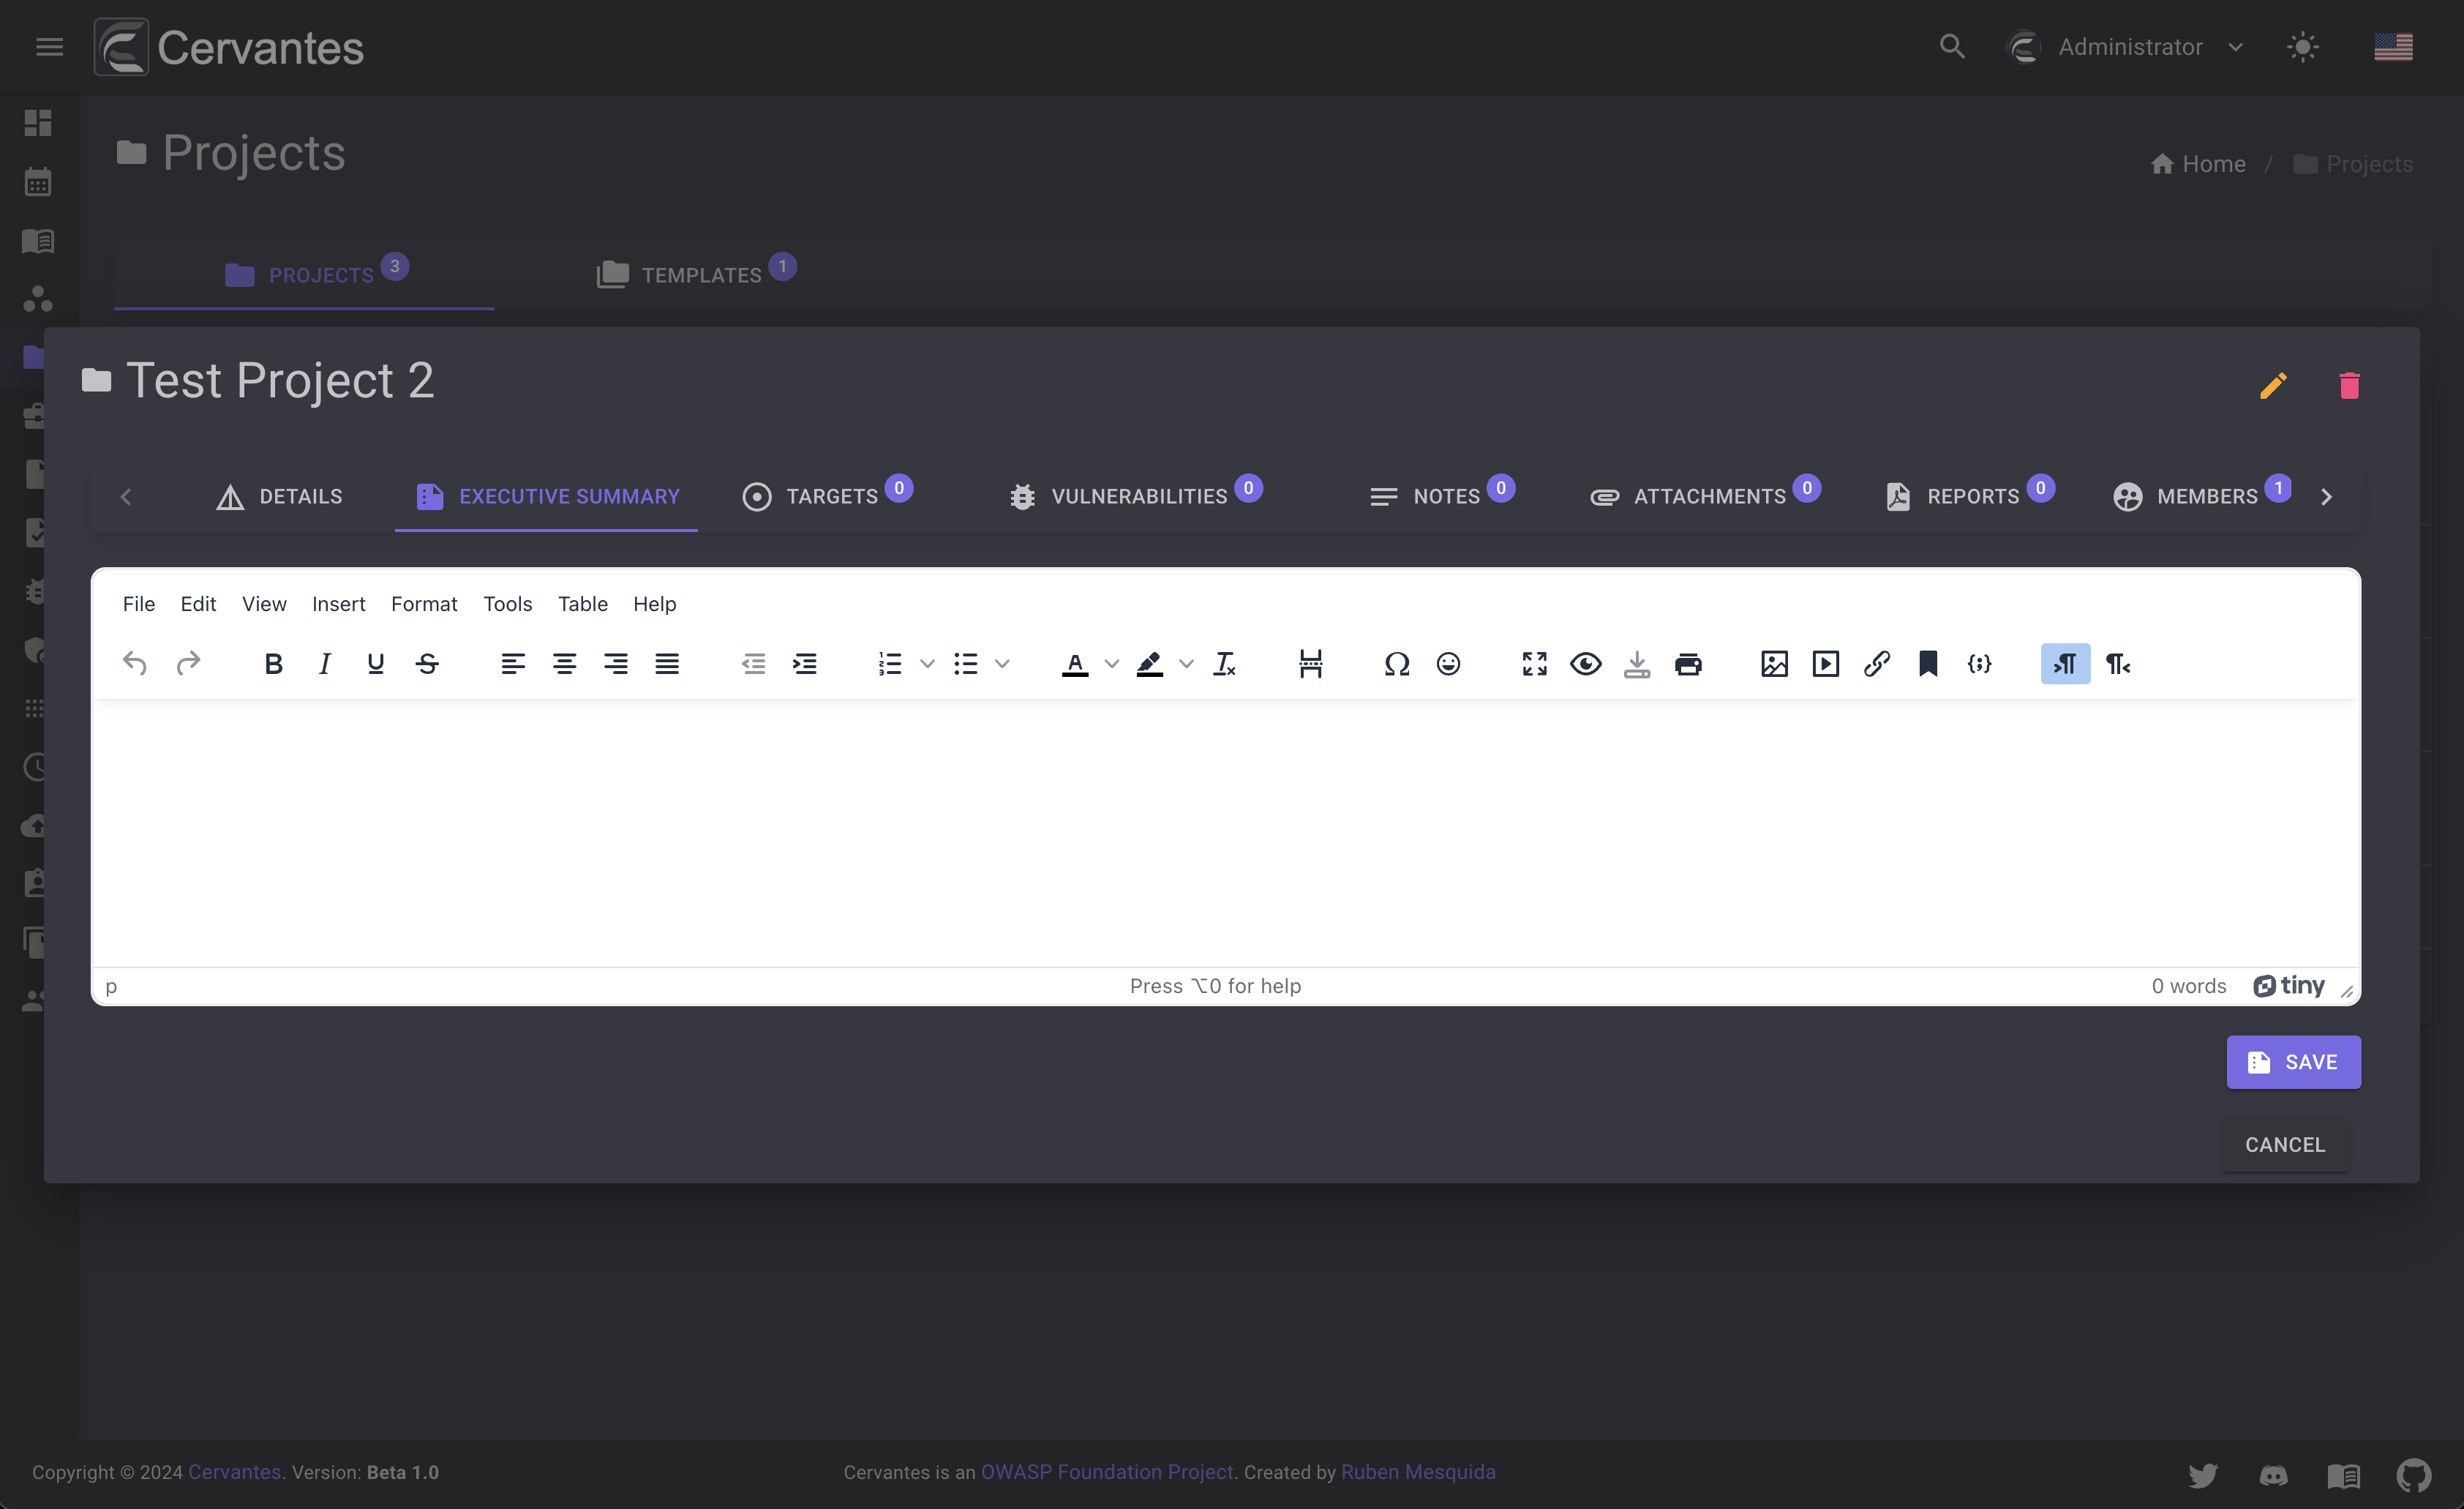 Cervantes
Administrator
Projects
Home / Projects
PROJECTS 3
TEMPLATES 1
Test Project 2
DETAILS
EXECUTIVE SUMMARY
TARGETS 0
VULNERABILITIES 0
NOTES 0
ATTACHMENTS 0
REPORTS 0
MEMBERS 1
File Edit View Insert Format Tools Table Help
p
Press ⌥0 for help
0 words
tiny
SAVE
CANCEL
Copyright © 2024 Cervantes. Version: Beta 1.0
Cervantes is an OWASP Foundation Project. Created by Ruben Mesquida